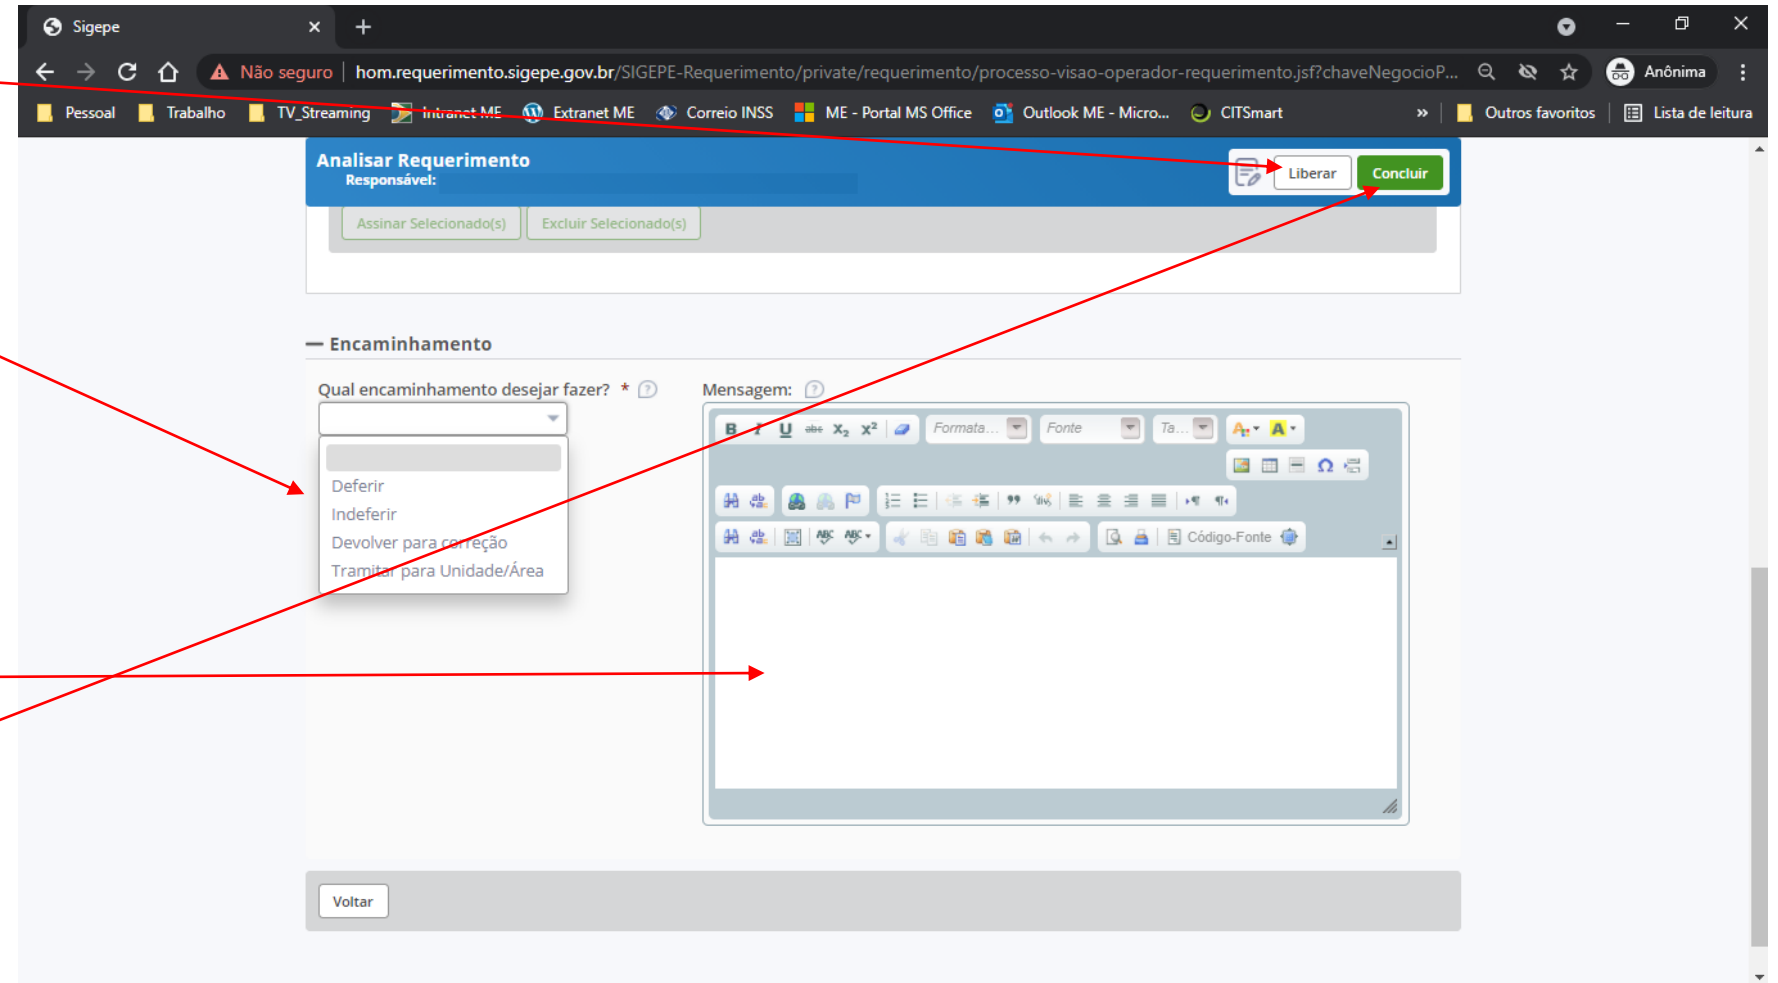 Sigepe
Não seguro | hom.requerimento.sigepe.gov.br/SIGEPE-Requerimento/private/requerimento/processo-visao-operador-requerimento.jsf?chaveNegocioP...
Anônima
Pessoal Trabalho TV_Streaming Intranet ME Extranet ME Correio INSS ME - Portal MS Office Outlook ME - Micro... CITSmart » Outros favoritos Lista de leitura
Analisar Requerimento
Responsável:
Liberar Concluir
Assinar Selecionado(s) Excluir Selecionado(s)
Encaminhamento
Qual encaminhamento desejar fazer? * ?
Mensagem: ?
B I U abc X₂ X² Formata... Fonte Ta... A A
Ω
Código-Fonte
Deferir
Indeferir
Devolver para correção
Tramitar para Unidade/Área
Voltar